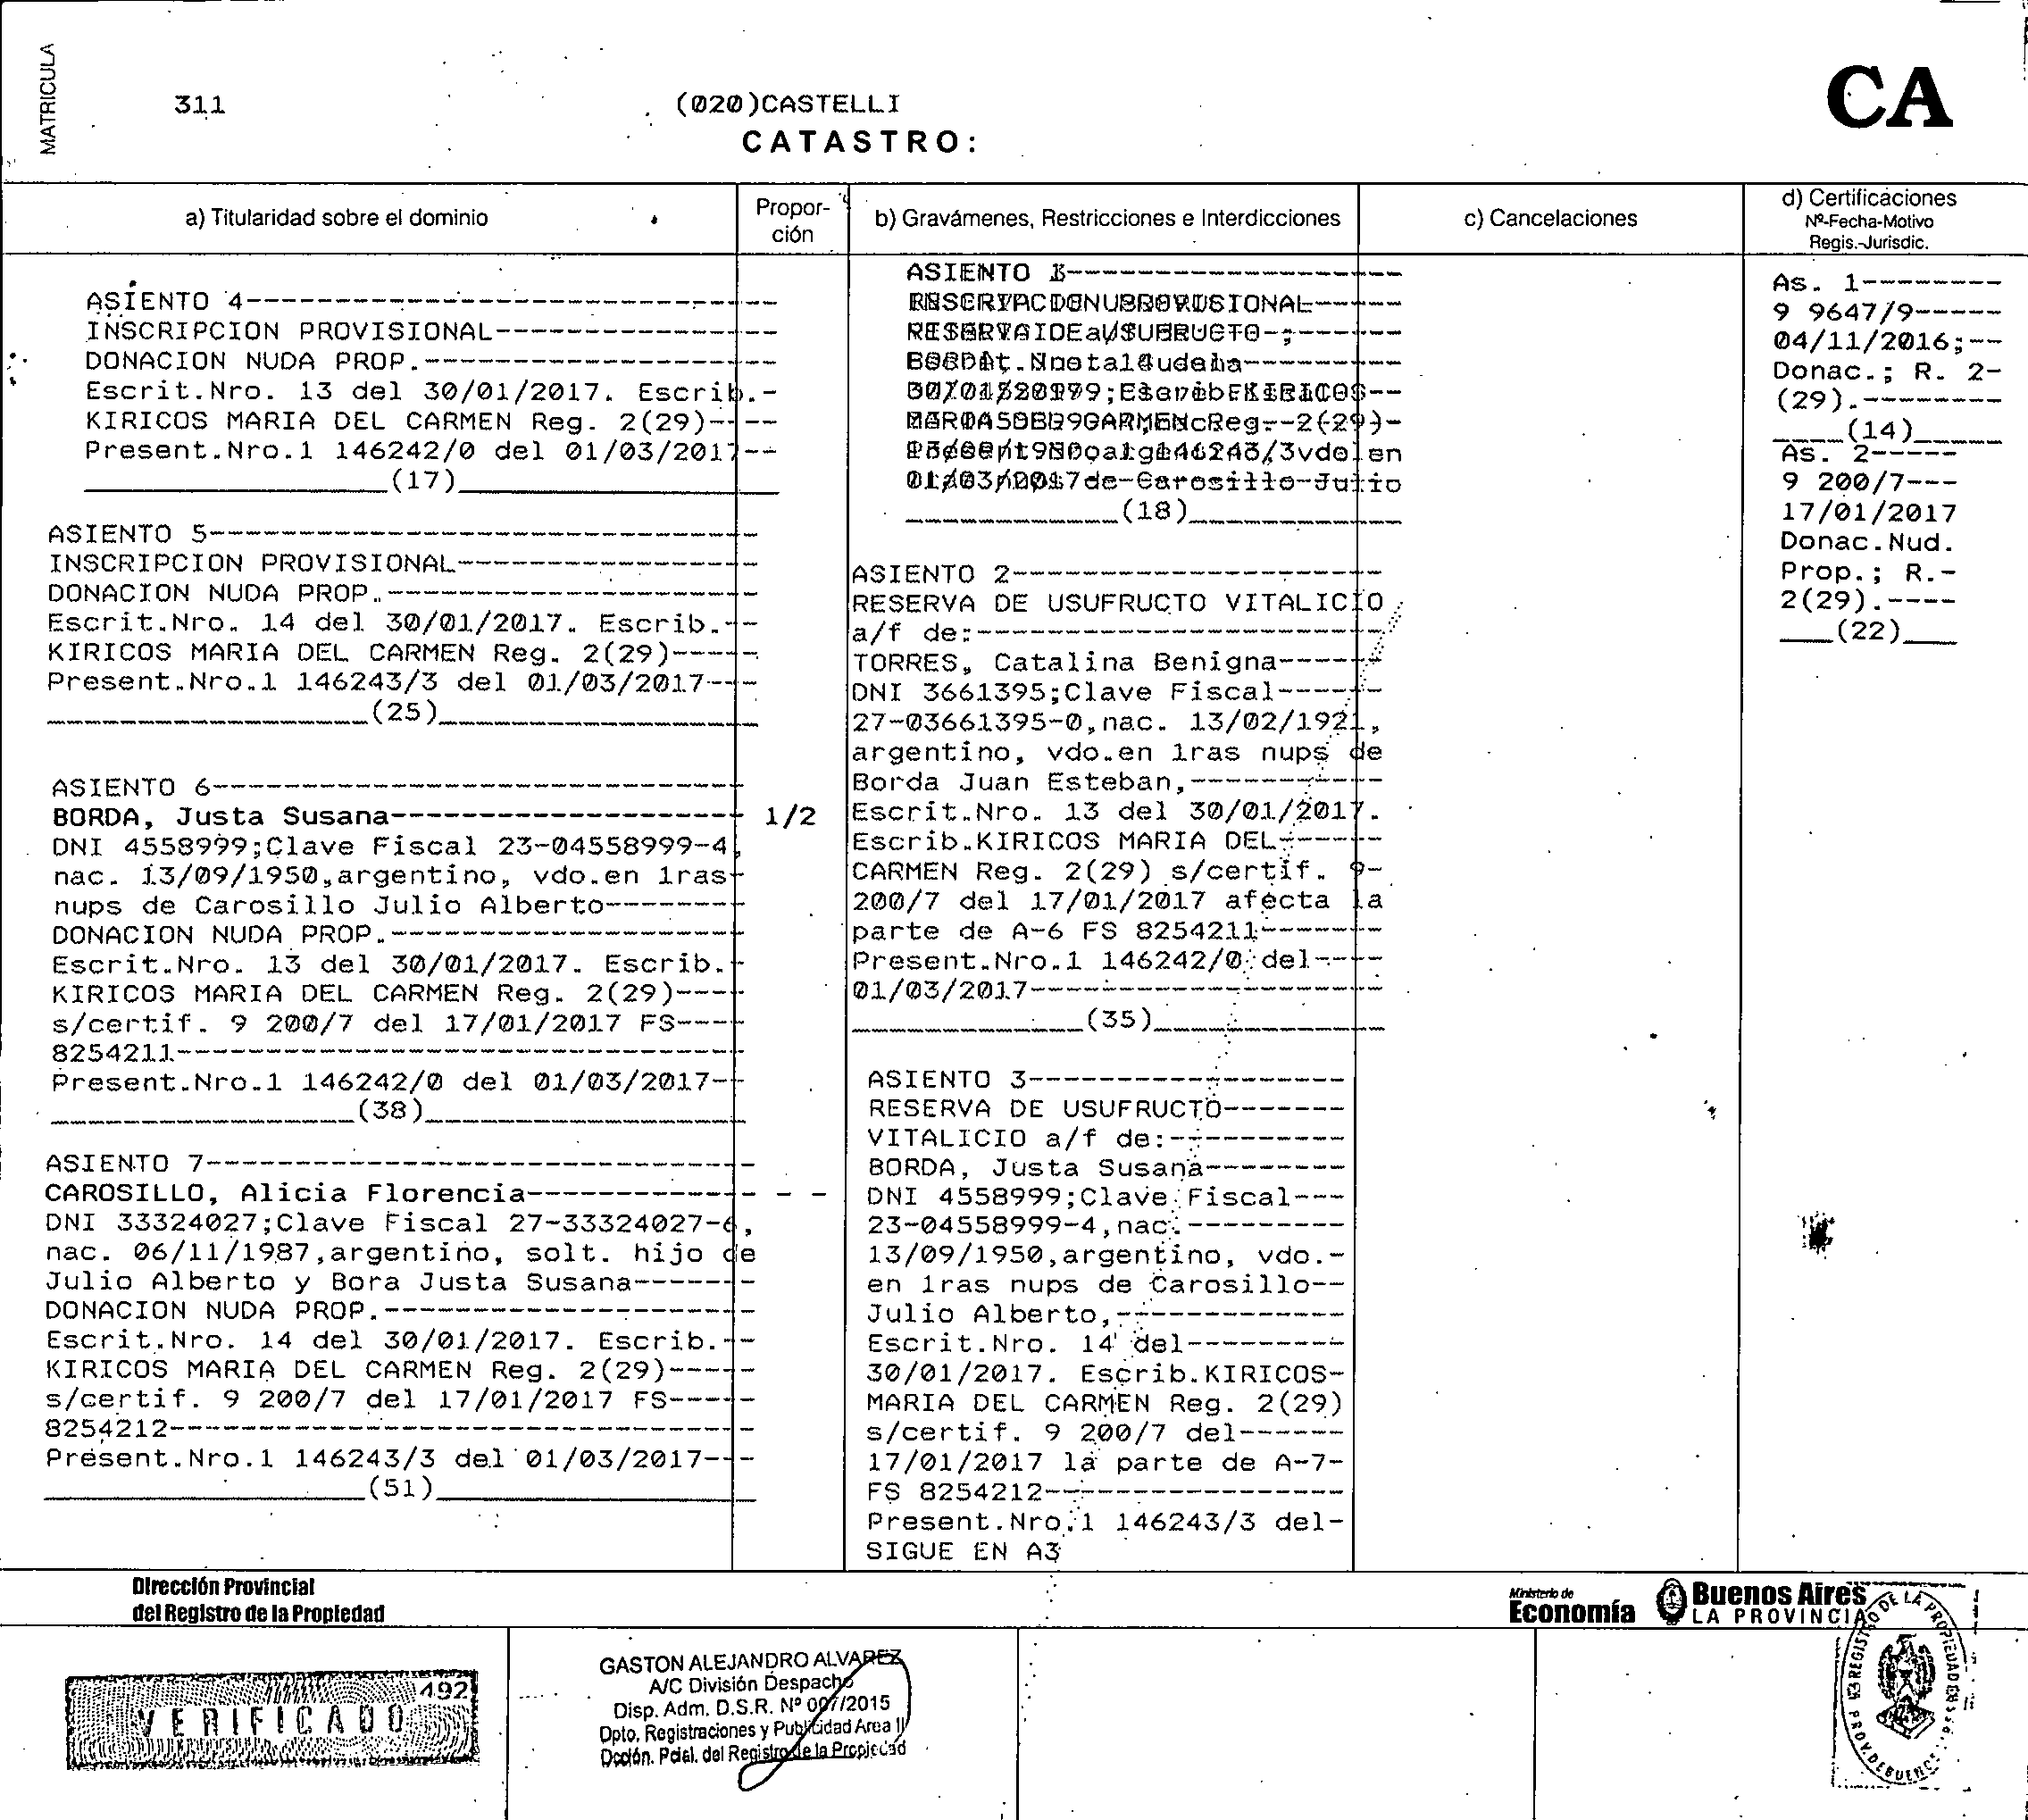 MATRICULA
311
(020)CASTELLI
CATASTRO:
CA
a) Titularidad sobre el dominio
Propor-
ción
b) Gravámenes, Restricciones e Interdicciones
c) Cancelaciones
d) Certificaciones
Nº-Fecha-Motivo
Regis.-Jurisdic.
ASIENTO 4------------------------------
INSCRIPCION PROVISIONAL----------------
DONACION NUDA PROP.--------------------
Escrit.Nro. 13 del 30/01/2017. Escrib.-
KIRICOS MARIA DEL CARMEN Reg. 2(29)----
Present.Nro.1 146242/0 del 01/03/2017--
_________________(17)__________________
ASIENTO 5-------------------------------
INSCRIPCION PROVISIONAL-----------------
DONACION NUDA PROP.---------------------
Escrit.Nro. 14 del 30/01/2017. Escrib.--
KIRICOS MARIA DEL CARMEN Reg. 2(29)-----
Present.Nro.1 146243/3 del 01/03/2017---
__________________(25)__________________
ASIENTO 6------------------------------
BORDA, Justa Susana-------------------- 1/2
DNI 4558999;Clave Fiscal 23-04558999-4,
nac. 13/09/1950,argentino, vdo.en 1ras-
nups de Carosillo Julio Alberto--------
DONACION NUDA PROP.--------------------
Escrit.Nro. 13 del 30/01/2017. Escrib.-
KIRICOS MARIA DEL CARMEN Reg. 2(29)----
s/certif. 9 200/7 del 17/01/2017 FS----
8254211--------------------------------
Present.Nro.1 146242/0 del 01/03/2017--
_________________(38)__________________
ASIENTO 7-------------------------------
CAROSILLO, Alicia Florencia------------- - -
DNI 33324027;Clave Fiscal 27-33324027-6,
nac. 06/11/1987,argentino, solt. hijo de
Julio Alberto y Bora Justa Susana-------
DONACION NUDA PROP.---------------------
Escrit.Nro. 14 del 30/01/2017. Escrib.--
KIRICOS MARIA DEL CARMEN Reg. 2(29)-----
s/certif. 9 200/7 del 17/01/2017 FS-----
8254212---------------------------------
Present.Nro.1 146243/3 del 01/03/2017---
__________________(51)__________________
ASIENTO
(18)
ASIENTO 2---------------------
RESERVA DE USUFRUCTO VITALICIO
a/f de:-----------------------
TORRES, Catalina Benigna------
DNI 3661395;Clave Fiscal------
27-03661395-0,nac. 13/02/1921,
argentino, vdo.en 1ras nups de
Borda Juan Esteban,-----------
Escrit.Nro. 13 del 30/01/2017.
Escrib.KIRICOS MARIA DEL------
CARMEN Reg. 2(29) s/certif. 9-
200/7 del 17/01/2017 afecta la
parte de A-6 FS 8254211-------
Present.Nro.1 146242/0 del----
01/03/2017--------------------
_____________(35)_____________
ASIENTO 3------------------
RESERVA DE USUFRUCTO-------
VITALICIO a/f de:----------
BORDA, Justa Susana--------
DNI 4558999;Clave Fiscal---
23-04558999-4,nac.---------
13/09/1950,argentino, vdo.-
en 1ras nups de Carosillo--
Julio Alberto,-------------
Escrit.Nro. 14 del---------
30/01/2017. Escrib.KIRICOS-
MARIA DEL CARMEN Reg. 2(29)
s/certif. 9 200/7 del------
17/01/2017 la parte de A-7-
FS 8254212-----------------
Present.Nro.1 146243/3 del-
SIGUE EN A3
As. 1--------
9 9647/9-----
04/11/2016;--
Donac.; R. 2-
(29).--------
____(14)_____
As. 2-----
9 200/7---
17/01/2017
Donac.Nud.
Prop.; R.-
2(29).----
___(22)___
Dirección Provincial
del Registro de la Propiedad
Ministerio de
Economía
Buenos Aires
LA PROVINCIA
492
VERIFICADO
GASTON ALEJANDRO ALVAREZ
A/C División Despacho
Disp. Adm. D.S.R. Nº 007/2015
Dpto. Registraciones y Publicidad Area II
Dcción. Pcial. del Registro de la Propiedad
REGISTRO DE LA PROPIEDAD
PROV. DE BUENOS